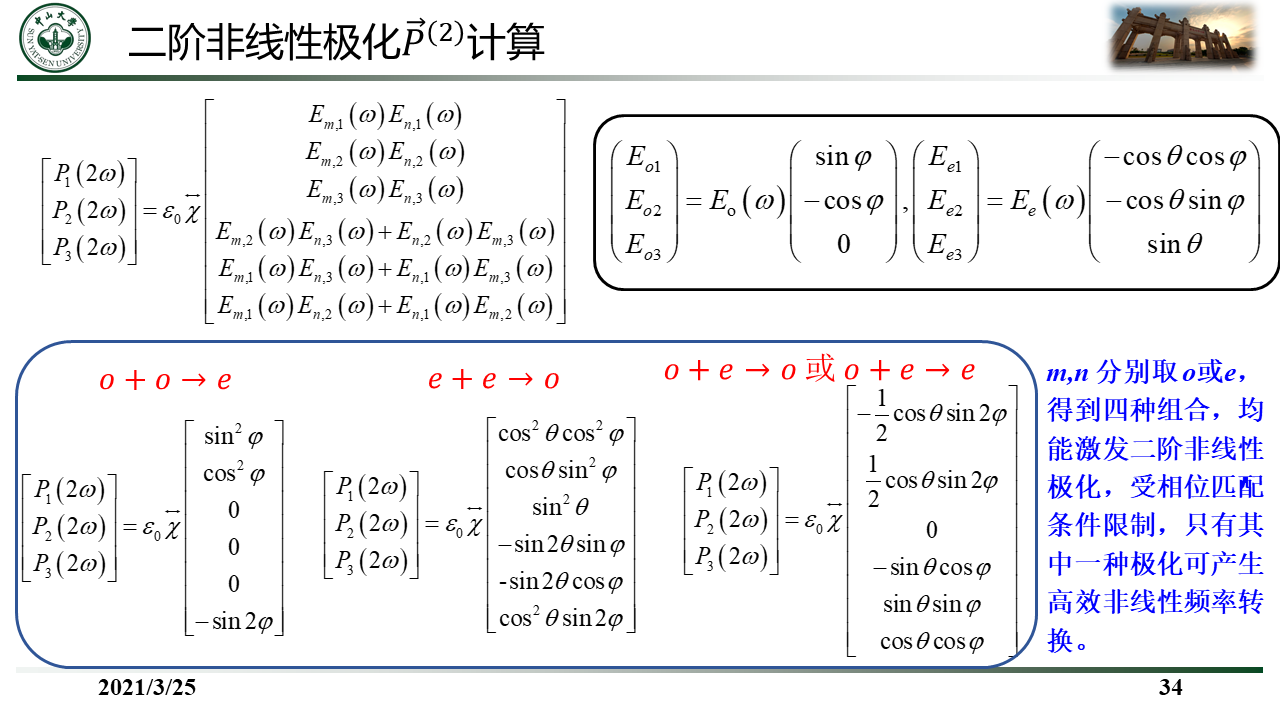 中山大学
SUN YAT-SEN UNIVERSITY
二阶非线性极化$\vec{P}^{(2)}$计算
$\begin{bmatrix} P_1(2\omega) \\ P_2(2\omega) \\ P_3(2\omega) \end{bmatrix} = \varepsilon_0 \overleftrightarrow{\chi} \begin{bmatrix} E_{m,1}(\omega)E_{n,1}(\omega) \\ E_{m,2}(\omega)E_{n,2}(\omega) \\ E_{m,3}(\omega)E_{n,3}(\omega) \\ E_{m,2}(\omega)E_{n,3}(\omega)+E_{n,2}(\omega)E_{m,3}(\omega) \\ E_{m,1}(\omega)E_{n,3}(\omega)+E_{n,1}(\omega)E_{m,3}(\omega) \\ E_{m,1}(\omega)E_{n,2}(\omega)+E_{n,1}(\omega)E_{m,2}(\omega) \end{bmatrix}$
$\begin{pmatrix} E_{o1} \\ E_{o2} \\ E_{o3} \end{pmatrix} = E_o(\omega) \begin{pmatrix} \sin\varphi \\ -\cos\varphi \\ 0 \end{pmatrix}, \begin{pmatrix} E_{e1} \\ E_{e2} \\ E_{e3} \end{pmatrix} = E_e(\omega) \begin{pmatrix} -\cos\theta\cos\varphi \\ -\cos\theta\sin\varphi \\ \sin\theta \end{pmatrix}$
$o+o\to e$
$\begin{bmatrix} P_1(2\omega) \\ P_2(2\omega) \\ P_3(2\omega) \end{bmatrix} = \varepsilon_0 \overleftrightarrow{\chi} \begin{bmatrix} \sin^2\varphi \\ \cos^2\varphi \\ 0 \\ 0 \\ 0 \\ -\sin2\varphi \end{bmatrix}$
$e+e\to o$
$\begin{bmatrix} P_1(2\omega) \\ P_2(2\omega) \\ P_3(2\omega) \end{bmatrix} = \varepsilon_0 \overleftrightarrow{\chi} \begin{bmatrix} \cos^2\theta\cos^2\varphi \\ \cos\theta\sin^2\varphi \\ \sin^2\theta \\ -\sin2\theta\sin\varphi \\ -\sin2\theta\cos\varphi \\ \cos^2\theta\sin2\varphi \end{bmatrix}$
$o+e\to o$ 或 $o+e\to e$
$\begin{bmatrix} P_1(2\omega) \\ P_2(2\omega) \\ P_3(2\omega) \end{bmatrix} = \varepsilon_0 \overleftrightarrow{\chi} \begin{bmatrix} -\frac{1}{2}\cos\theta\sin2\varphi \\ \frac{1}{2}\cos\theta\sin2\varphi \\ 0 \\ -\sin\theta\cos\varphi \\ \sin\theta\sin\varphi \\ \cos\theta\cos\varphi \end{bmatrix}$
m,n 分别取o或e，
得到四种组合，均
能激发二阶非线性
极化，受相位匹配
条件限制，只有其
中一种极化可产生
高效非线性频率转
换。
2021/3/25
34